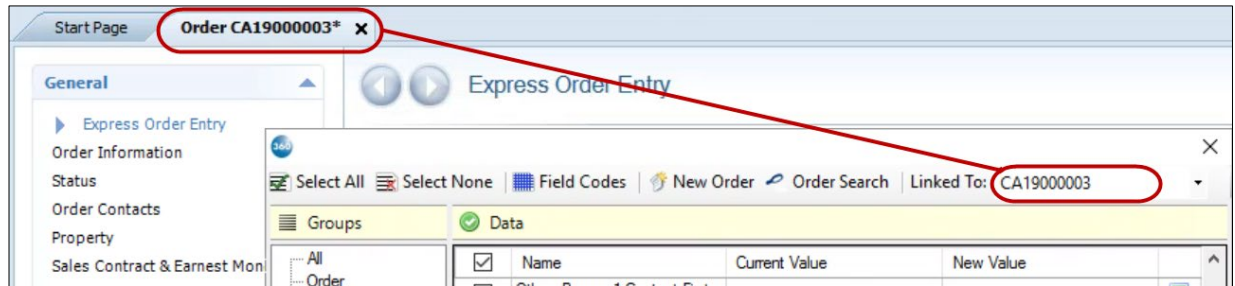 Start Page Order CA19000003* x
General
Express Order Entry
Express Order Entry
Order Information
360
Status
Select All Select None Field Codes New Order Order Search Linked To: CA19000003
Order Contacts
Groups Data
Property
Sales Contract & Earnest Mon
All
Name Current Value New Value
Order